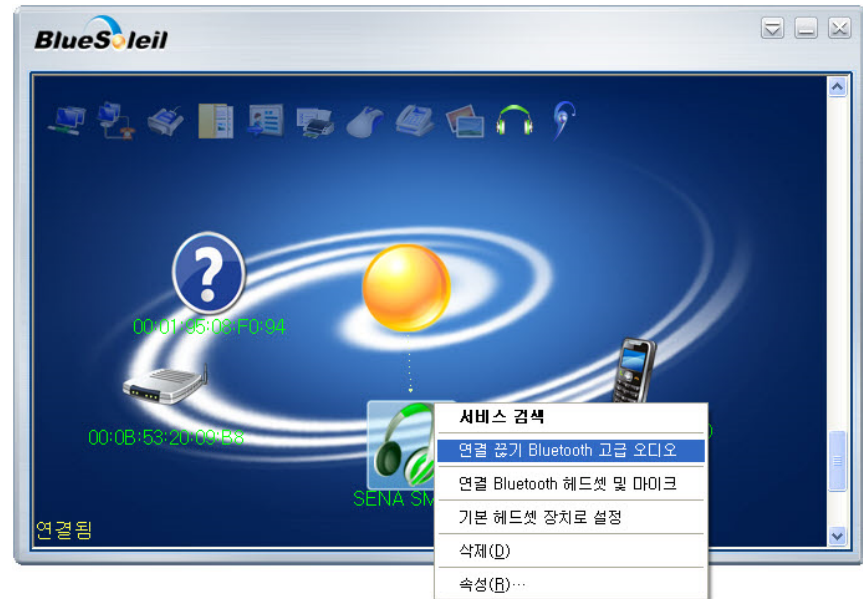 BlueSoleil
00:01:95:08:F0:94
00:0B:53:20:09:B8
SENA
연결됨
서비스 검색
연결 끊기 Bluetooth 고급 오디오
연결 Bluetooth 헤드셋 및 마이크
기본 헤드셋 장치로 설정
삭제(D)
속성(R)...